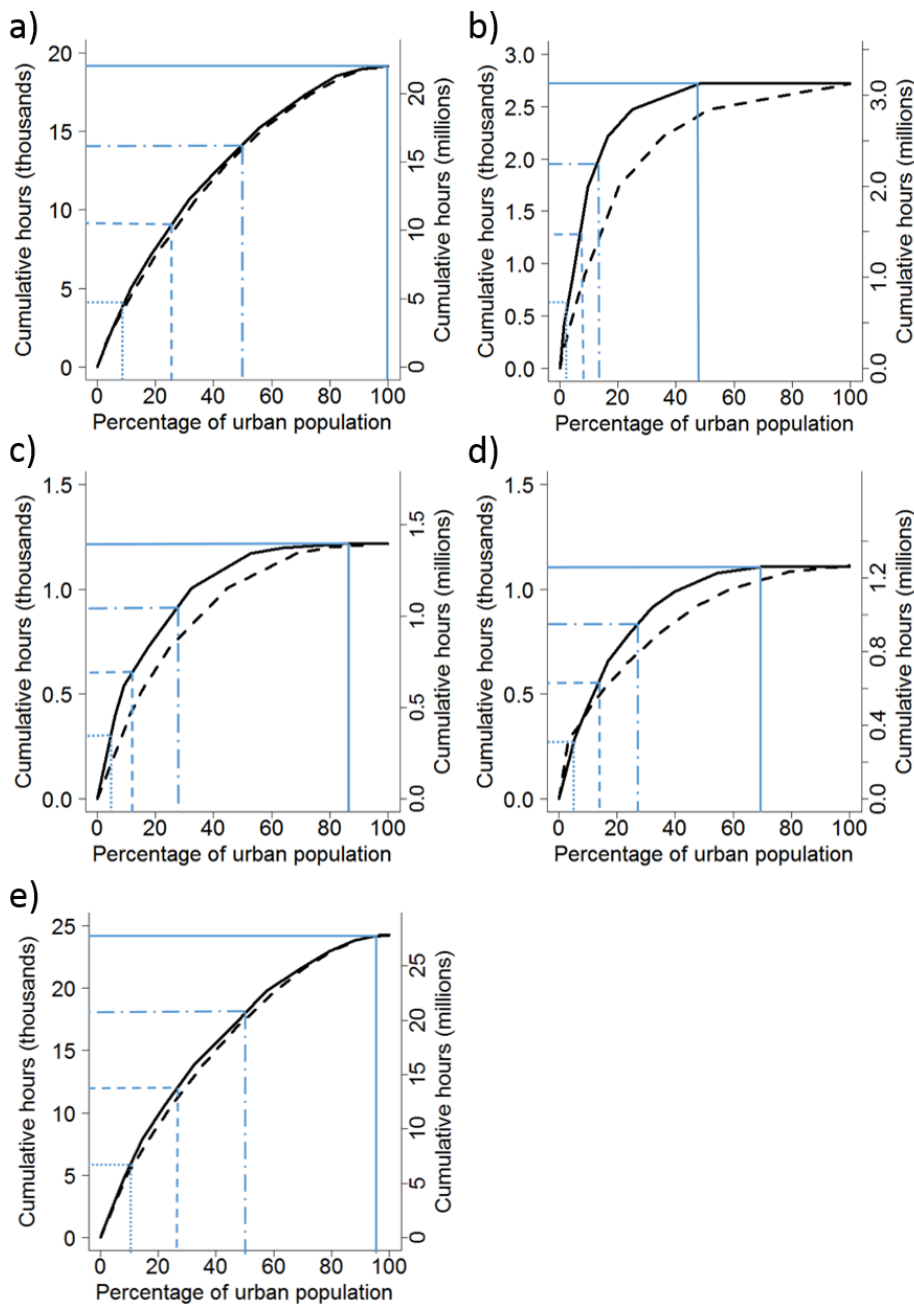 a)
Cumulative hours (thousands)
20
15
10
5
0
Cumulative hours (millions)
20
15
10
5
0
0 20 40 60 80 100
Percentage of urban population
b)
Cumulative hours (thousands)
3.0
2.5
2.0
1.5
1.0
0.5
0.0
Cumulative hours (millions)
3.0
2.0
1.0
0.0
0 20 40 60 80 100
Percentage of urban population
c)
Cumulative hours (thousands)
1.5
1.0
0.5
0.0
Cumulative hours (millions)
1.5
1.0
0.5
0.0
0 20 40 60 80 100
Percentage of urban population
d)
Cumulative hours (thousands)
1.5
1.0
0.5
0.0
Cumulative hours (millions)
1.2
0.8
0.4
0.0
0 20 40 60 80 100
Percentage of urban population
e)
Cumulative hours (thousands)
25
20
15
10
5
0
Cumulative hours (millions)
25
20
15
10
5
0
0 20 40 60 80 100
Percentage of urban population